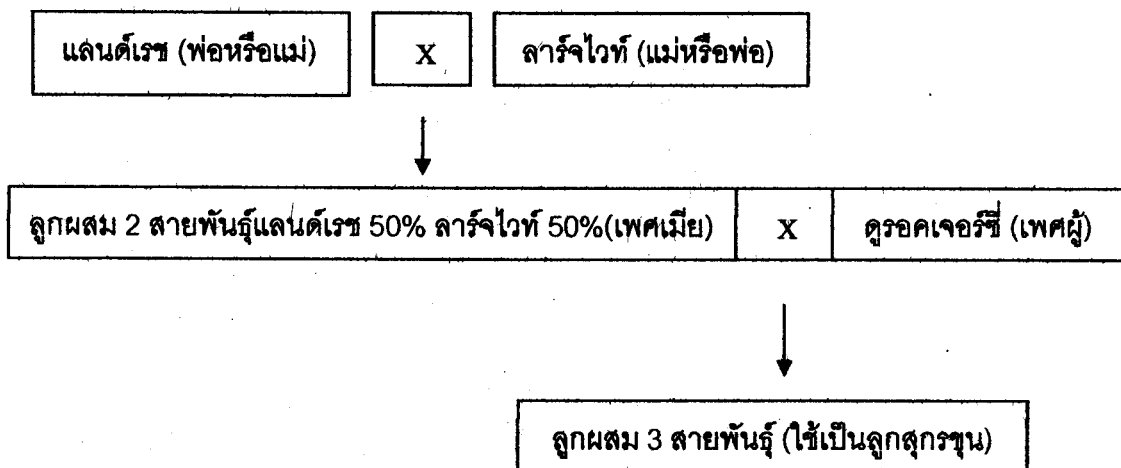 แลนด์เรซ (พ่อหรือแม่) x ลาร์จไวท์ (แม่หรือพ่อ)
ลูกผสม 2 สายพันธุ์แลนด์เรซ 50% ลาร์จไวท์ 50%(เพศเมีย) x ดูรอคเจอร์ซี่ (เพศผู้)
ลูกผสม 3 สายพันธุ์ (ใช้เป็นลูกสุกรขุน)